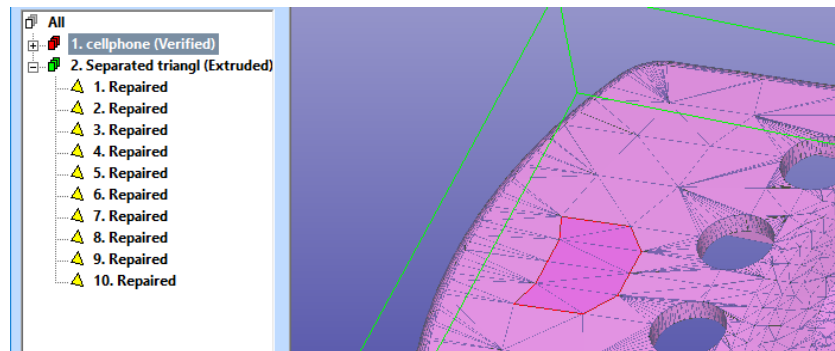 All
1. cellphone (Verified)
2. Separated triangl (Extruded)
1. Repaired
2. Repaired
3. Repaired
4. Repaired
5. Repaired
6. Repaired
7. Repaired
8. Repaired
9. Repaired
10. Repaired